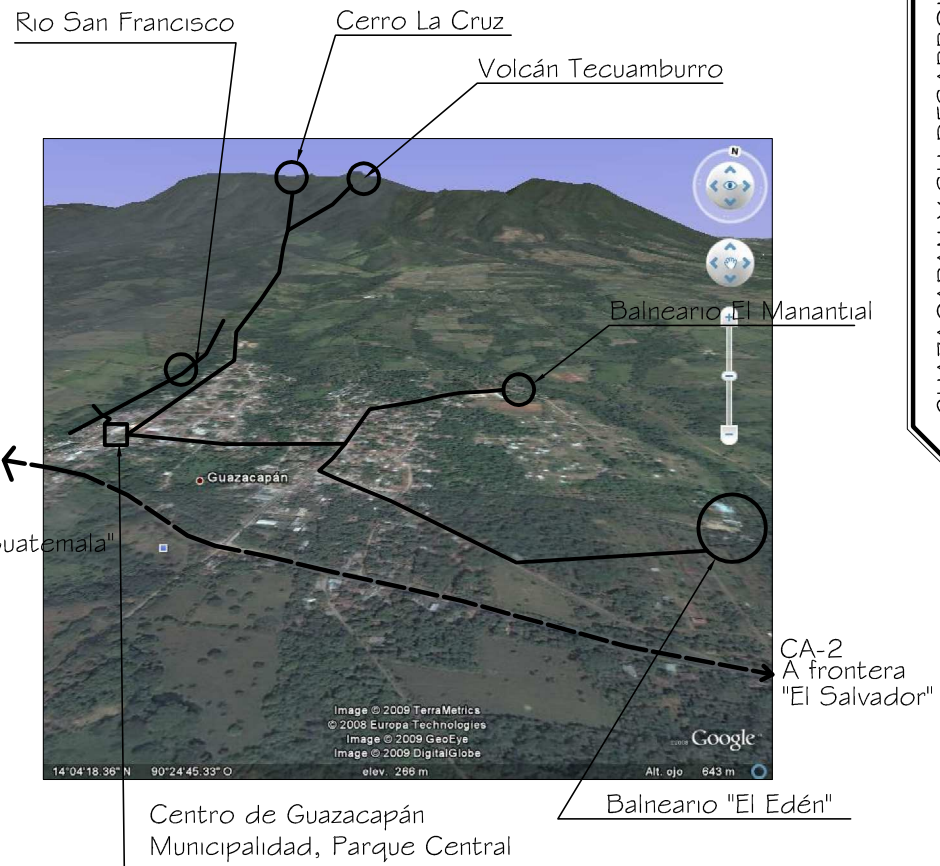 Rio San Francisco
Cerro La Cruz
Volcán Tecuamburro
N
Balneario El Manantial
Guazacapán
CA-2
A frontera
"El Salvador"
Image © 2009 TerraMetrics
© 2008 Europa Technologies
Image © 2009 GeoEye
Image © 2009 DigitalGlobe
©2008 Google
14°04'18.36" N 90°24'45.33" O elev. 266 m Alt. ojo 643 m
Centro de Guazacapán
Municipalidad, Parque Central
Balneario "El Edén"